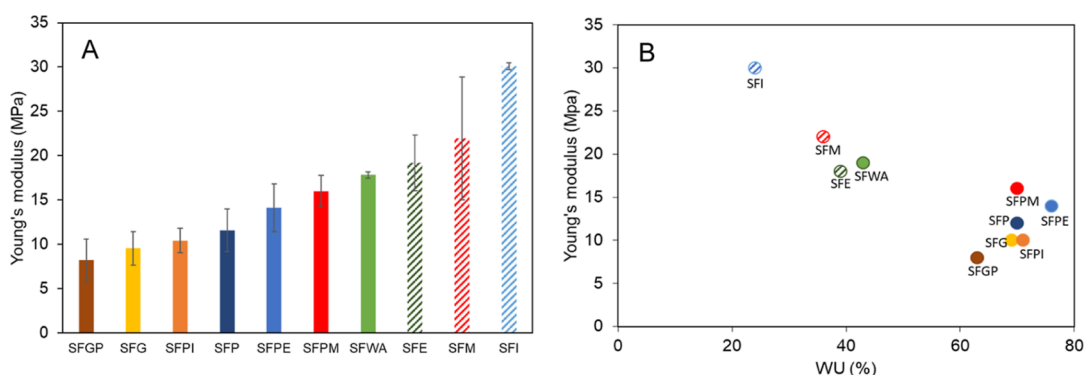 A
Young's modulus (MPa)
35
30
25
20
15
10
5
0
SFGP SFG SFPI SFP SFPE SFPM SFWA SFE SFM SFI
B
Young's modulus (Mpa)
35
30
25
20
15
10
5
0
SFI
SFM
SFE SFWA
SFPM
SFP SFPE
SFG SFPI
SFGP
0 20 40 60 80
WU (%)